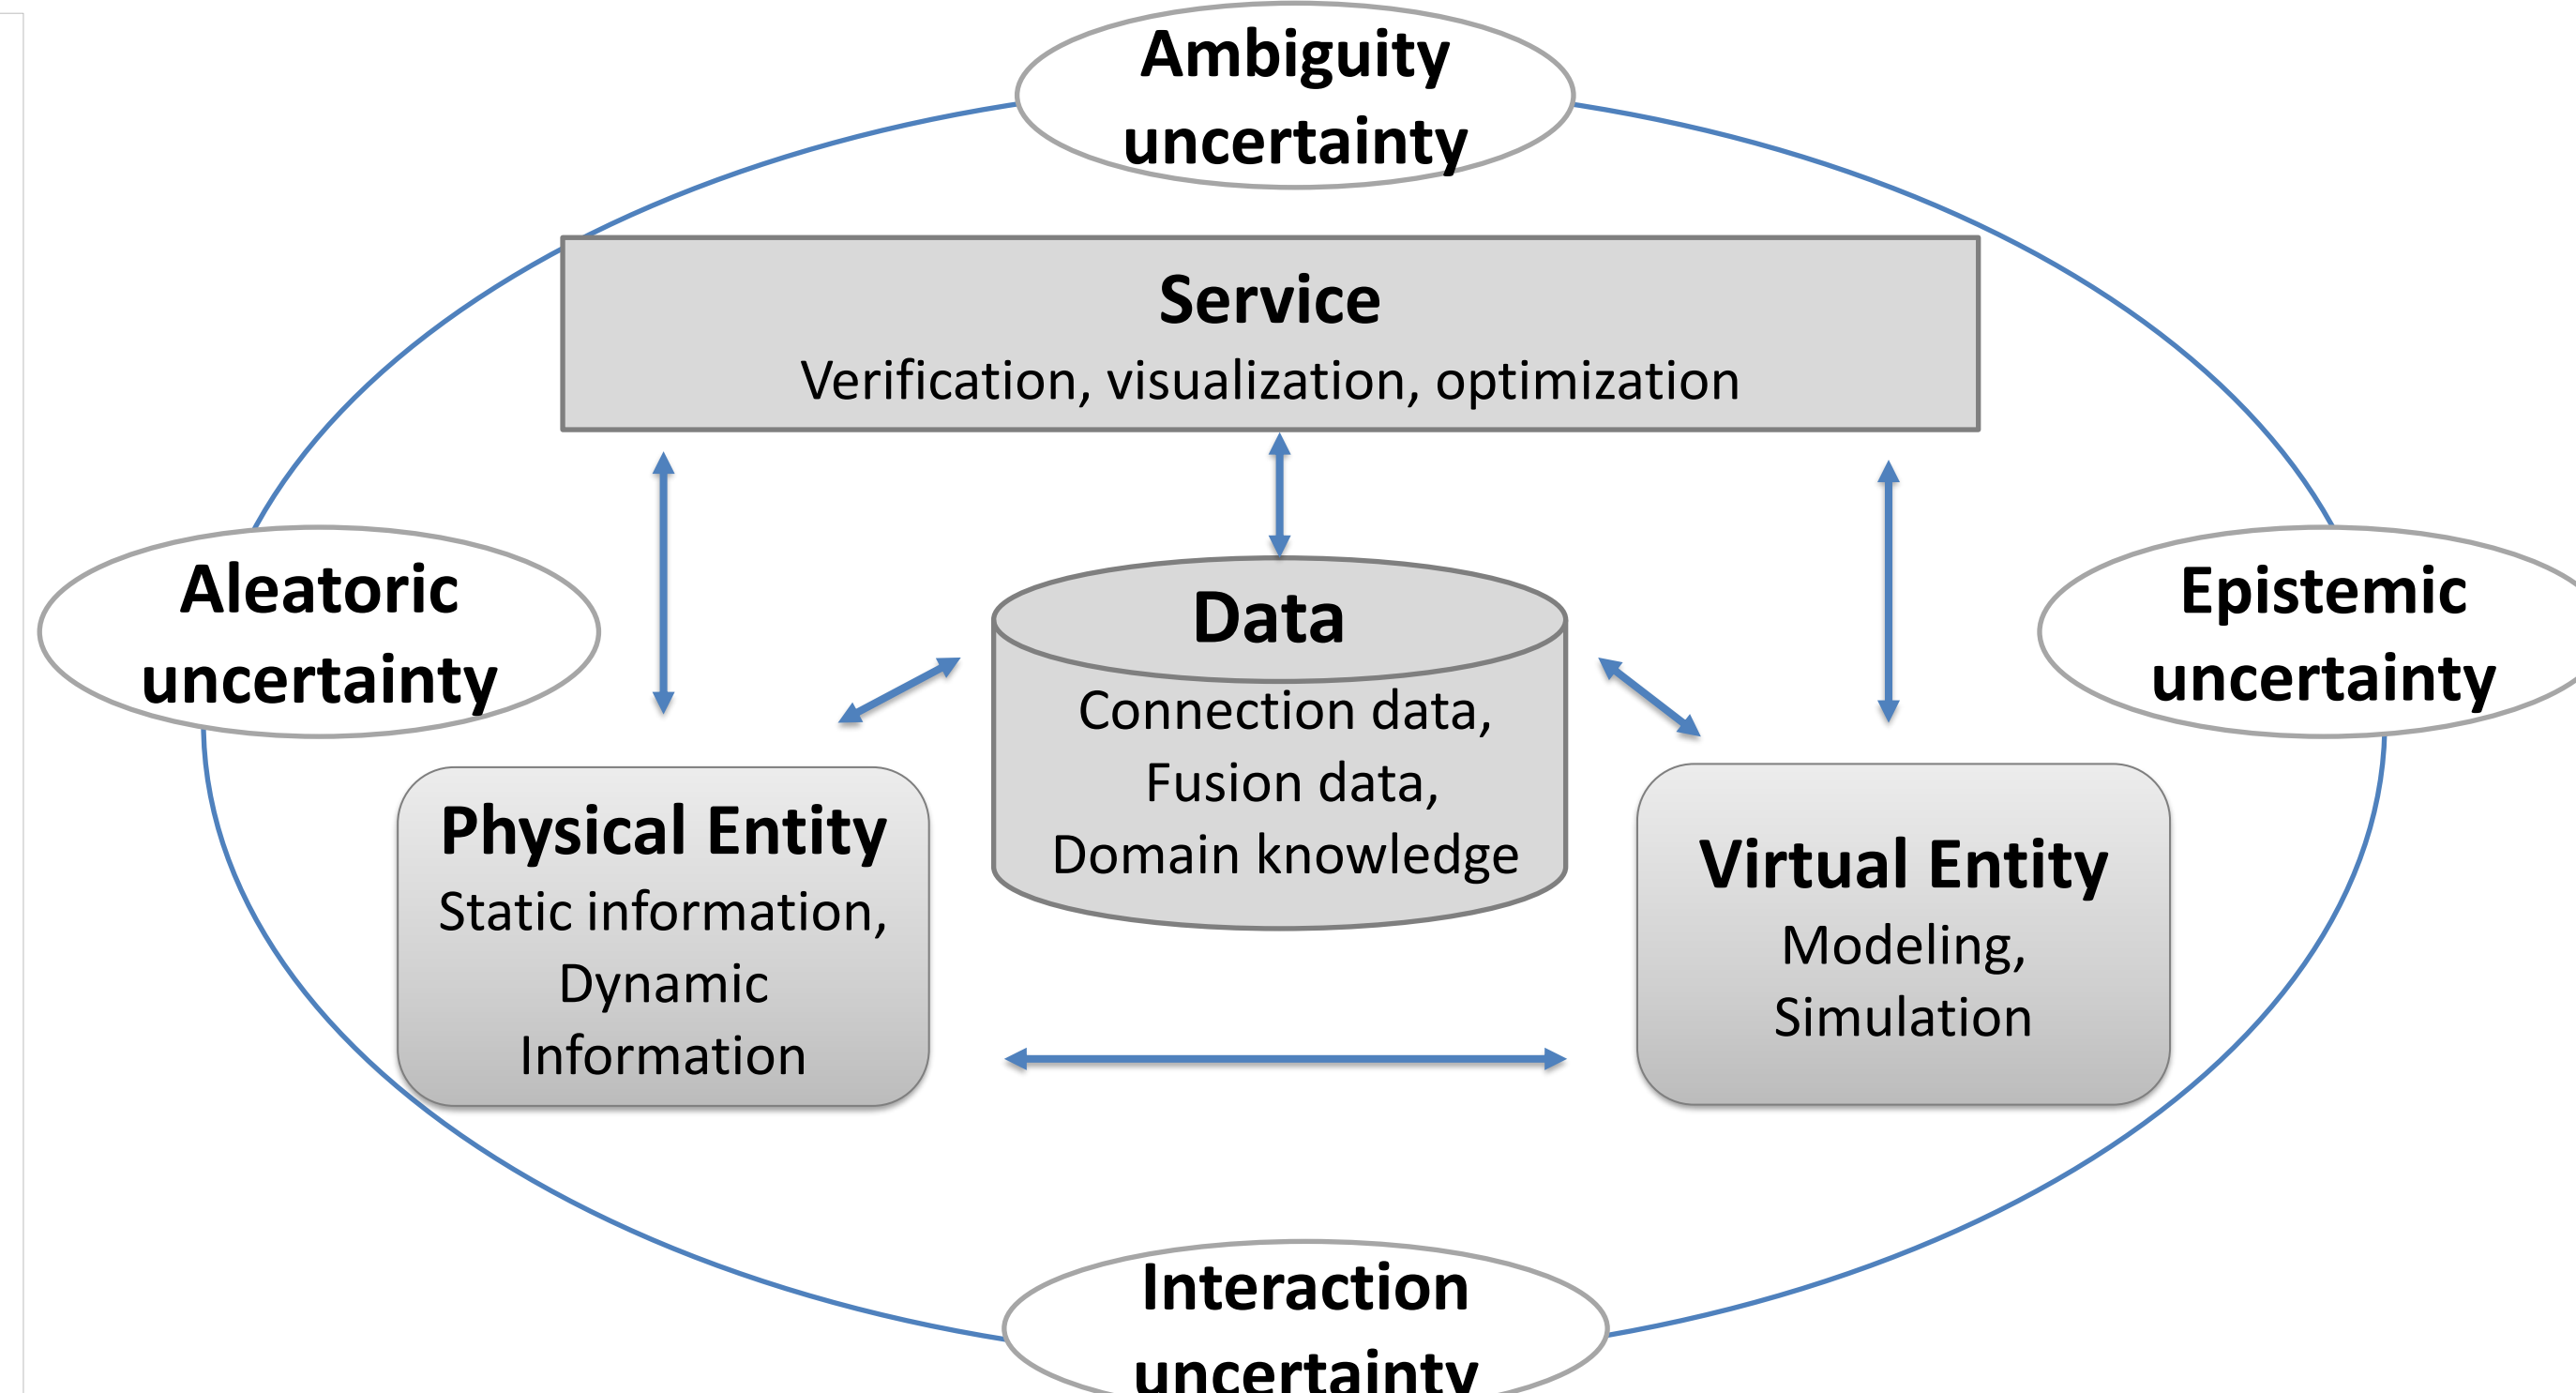 Ambiguity
uncertainty
Service
Verification, visualization, optimization
Aleatoric
uncertainty
Epistemic
uncertainty
Data
Connection data,
Fusion data,
Domain knowledge
Physical Entity
Static information,
Dynamic
Information
Virtual Entity
Modeling,
Simulation
Interaction
uncertainty